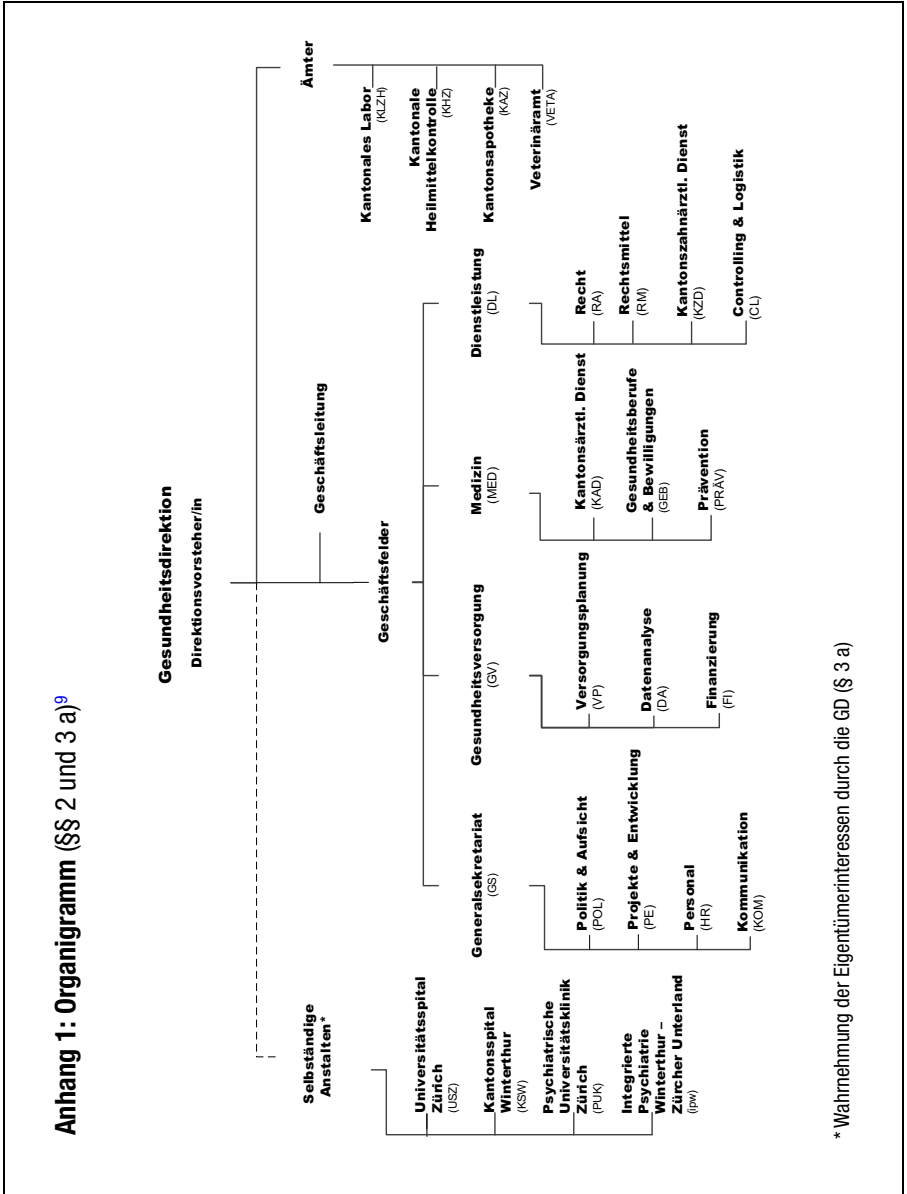 Anhang 1: Organigramm (§§ 2 und 3 a)9
Gesundheitsdirektion
Direktionsvorsteher/in
Geschäftsleitung
Selbständige
Anstalten*
Universitätsspital
Zürich
(USZ)
Kantonsspital
Winterthur
(KSW)
Psychiatrische
Universitätsklinik
Zürich
(PUK)
Integrierte
Psychiatrie
Winterthur –
Zürcher Unterland
(ipw)
Geschäftsfelder
Generalsekretariat
(GS)
Politik & Aufsicht
(POL)
Projekte & Entwicklung
(PE)
Personal
(HR)
Kommunikation
(KOM)
Gesundheitsversorgung
(GV)
Versorgungsplanung
(VP)
Datenanalyse
(DA)
Finanzierung
(FI)
Medizin
(MED)
Kantonsärztl. Dienst
(KAD)
Gesundheitsberufe
& Bewilligungen
(GEB)
Prävention
(PRÄV)
Dienstleistung
(DL)
Recht
(RA)
Rechtsmittel
(RM)
Kantonszahnärztl. Dienst
(KZD)
Controlling & Logistik
(CL)
Ämter
Kantonales Labor
(KLZH)
Kantonale
Heilmittelkontrolle
(KHZ)
Kantonsapotheke
(KAZ)
Veterinäramt
(VETA)
* Wahrnehmung der Eigentümerinteressen durch die GD (§ 3 a)